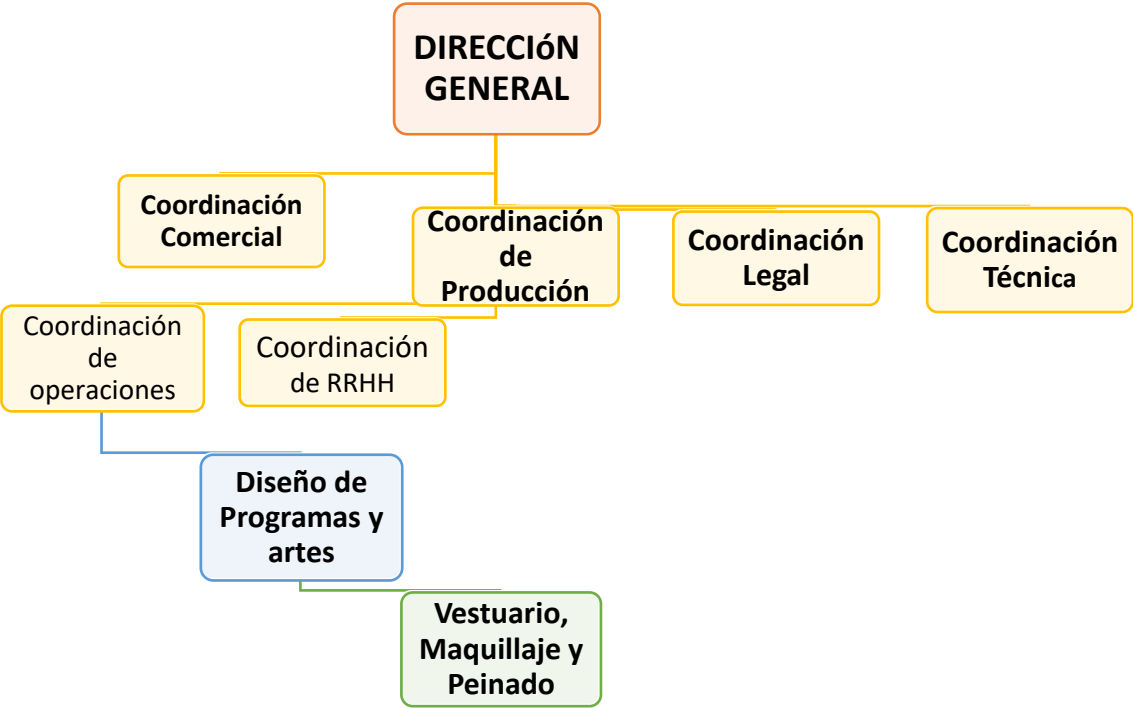 DIRECCIóN
GENERAL
Coordinación
Comercial
Coordinación
de
Producción
Coordinación
Legal
Coordinación
Técnica
Coordinación
de
operaciones
Coordinación
de RRHH
Diseño de
Programas y
artes
Vestuario,
Maquillaje y
Peinado